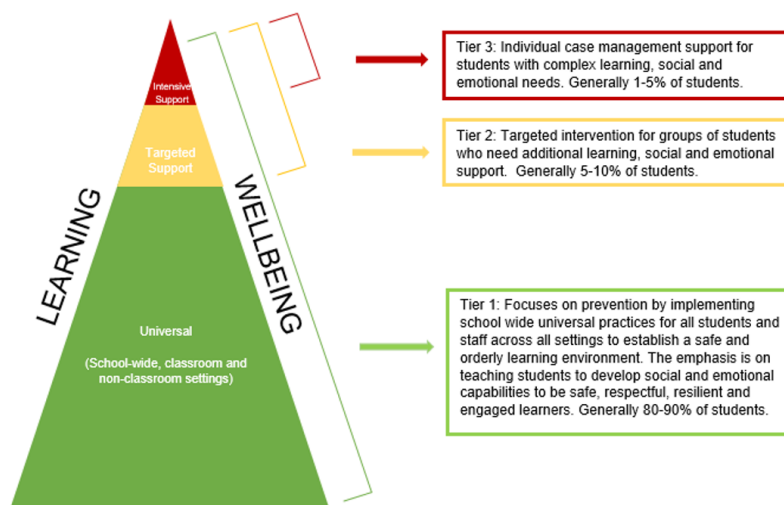 Intensive
Support
Targeted
Support
LEARNING
WELLBEING
Universal
(School-wide, classroom and
non-classroom settings)
Tier 3: Individual case management support for
students with complex learning, social and
emotional needs. Generally 1-5% of students.
Tier 2: Targeted intervention for groups of students
who need additional learning, social and emotional
support.  Generally 5-10% of students.
Tier 1: Focuses on prevention by implementing
school wide universal practices for all students and
staff across all settings to establish a safe and
orderly learning environment. The emphasis is on
teaching students to develop social and emotional
capabilities to be safe, respectful, resilient and
engaged learners. Generally 80-90% of students.